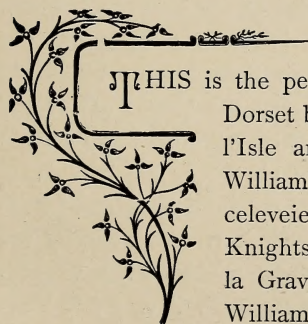 THIS is the pe
Dorset
l'Isle a
William
celeveie
Knights
la Grav
William